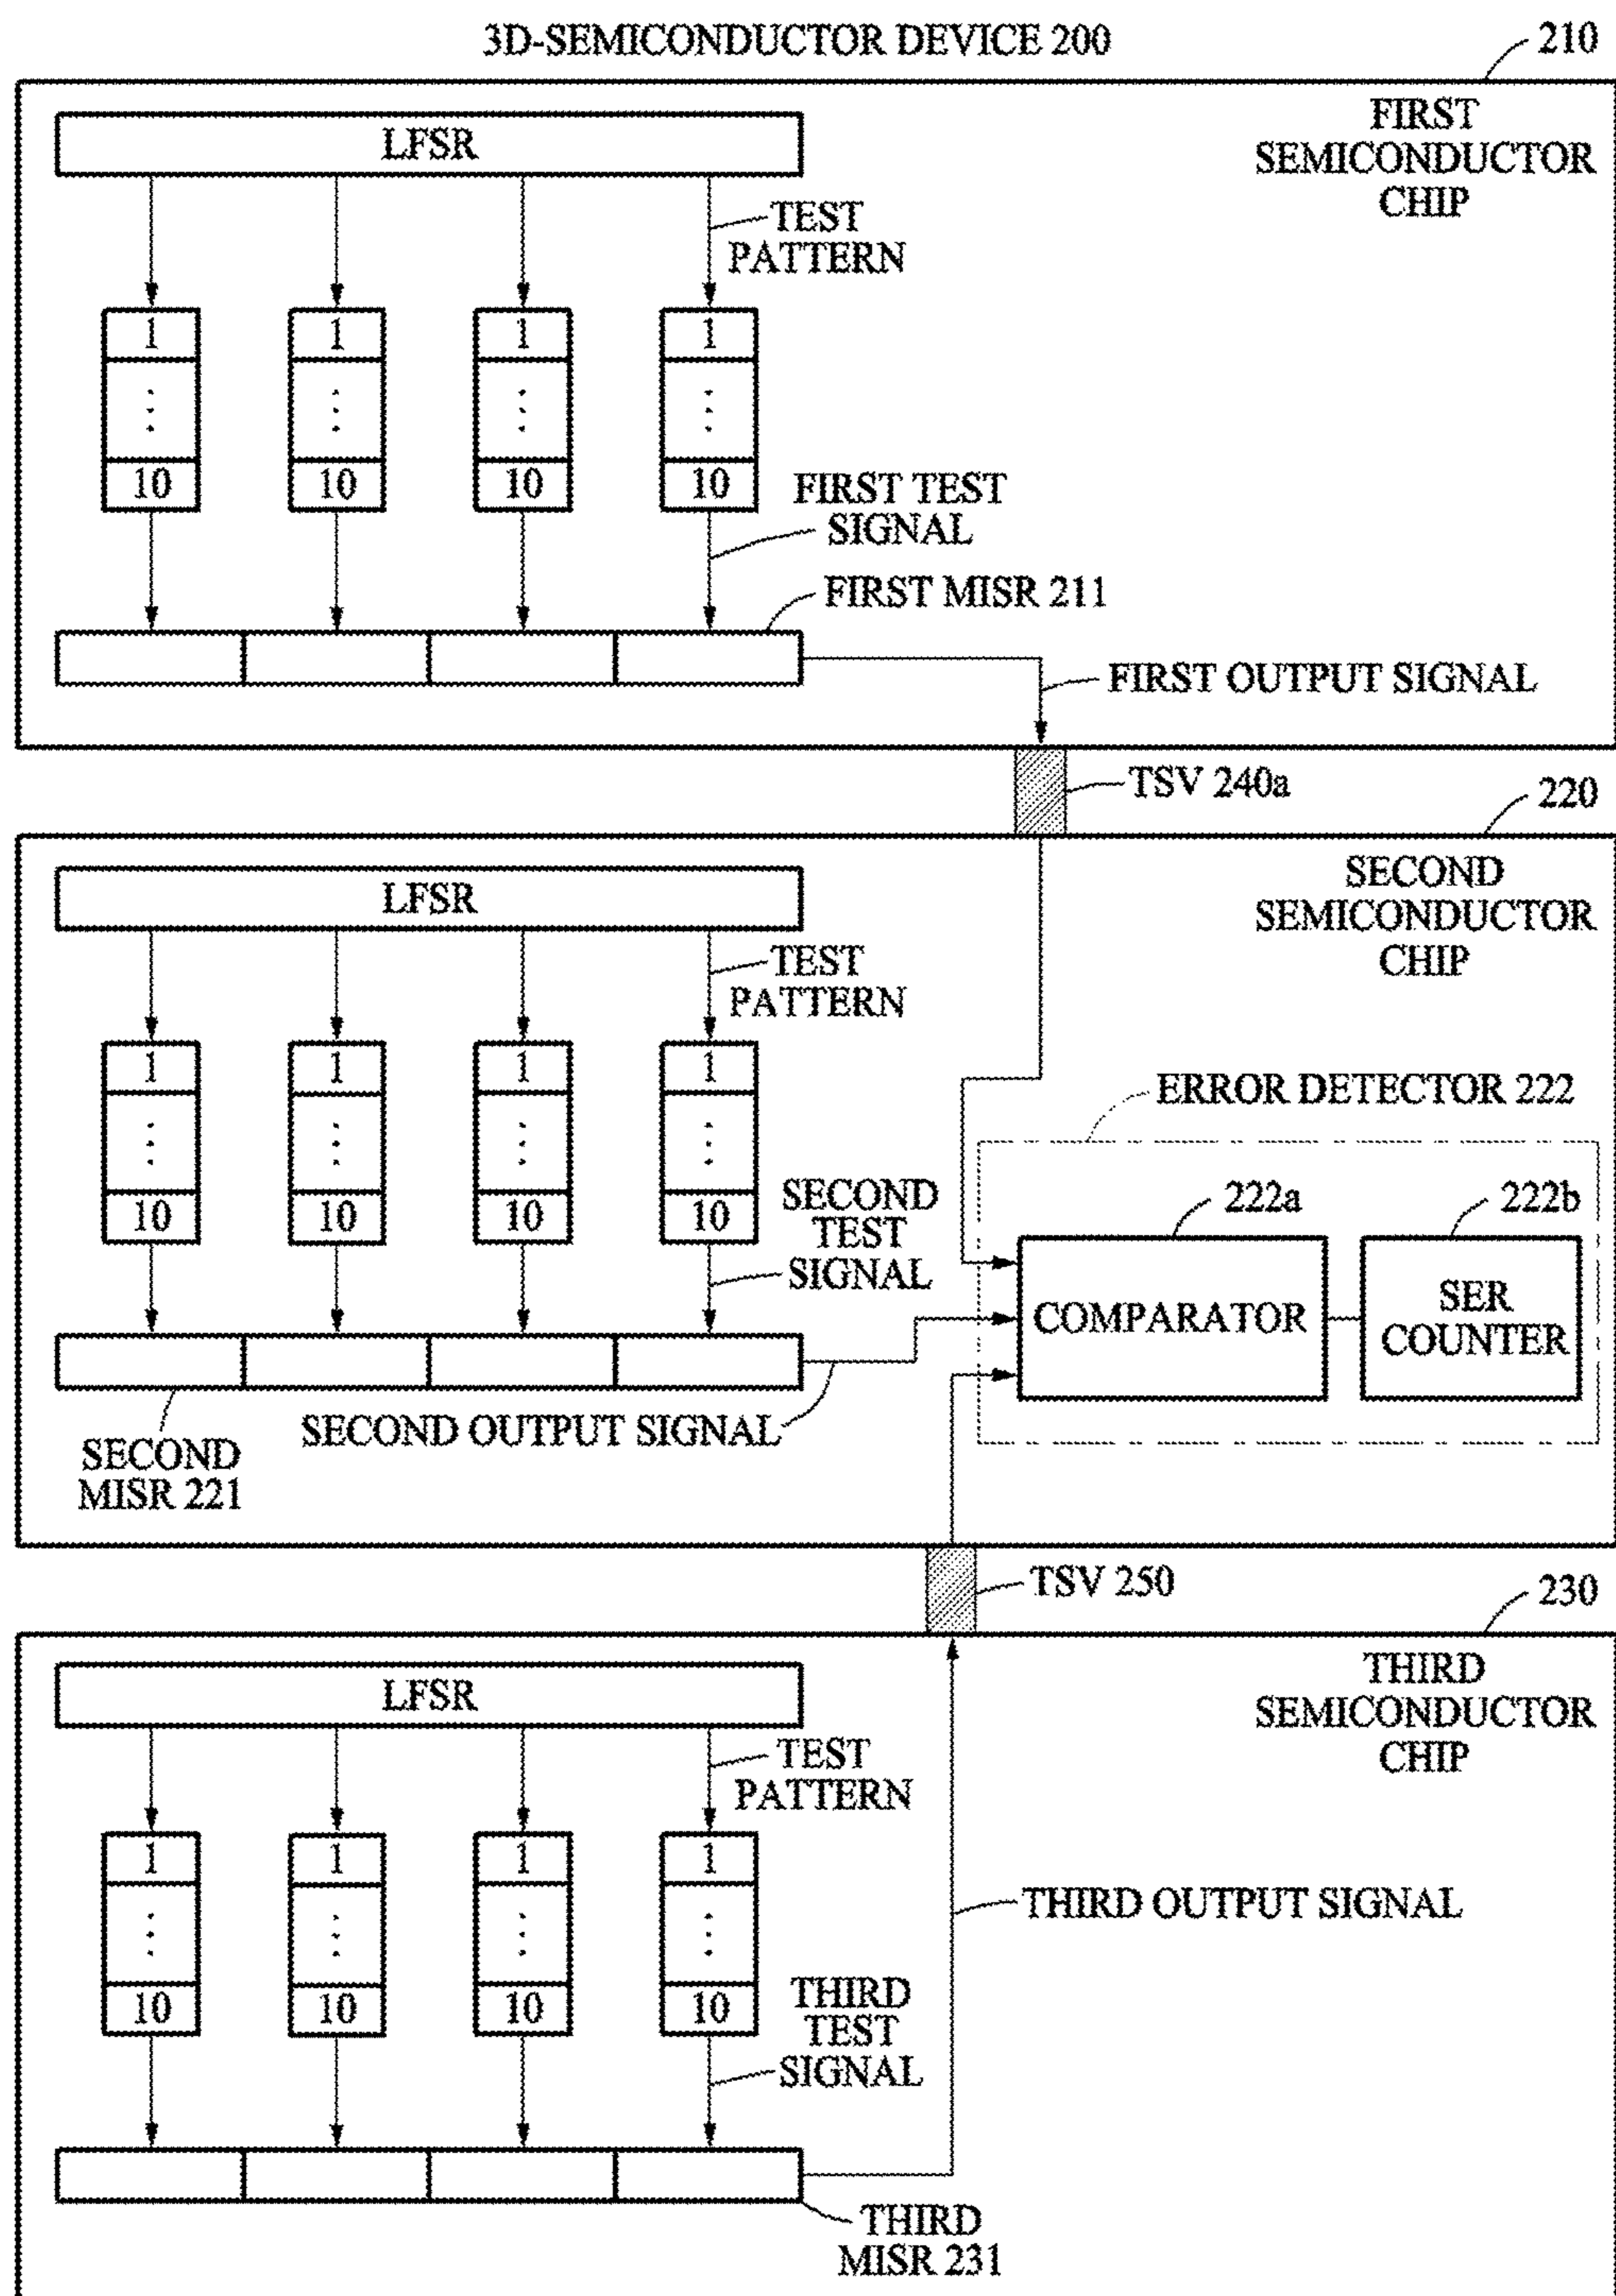 3D-SEMICONDUCTOR DEVICE 200
210
FIRST
SEMICONDUCTOR
CHIP
LFSR
TEST
PATTERN
1
1
1
1
10
10
10
10
FIRST TEST
SIGNAL
FIRST MISR 211
FIRST OUTPUT SIGNAL
TSV 240a
220
SECOND
SEMICONDUCTOR
CHIP
LFSR
TEST
PATTERN
1
1
1
1
10
10
10
10
SECOND
TEST
SIGNAL
ERROR DETECTOR 222
222a
222b
COMPARATOR
SER
COUNTER
SECOND OUTPUT SIGNAL
SECOND
MISR 221
TSV 250
230
THIRD
SEMICONDUCTOR
CHIP
LFSR
TEST
PATTERN
1
1
1
1
10
10
10
10
THIRD
TEST
SIGNAL
THIRD OUTPUT SIGNAL
THIRD
MISR 231